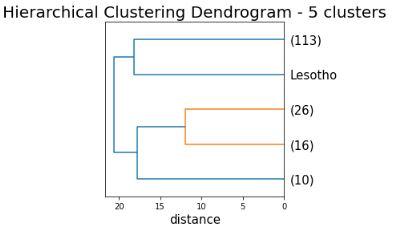 Hierarchical Clustering Dendrogram - 5 clusters
(113)
Lesotho
(26)
(16)
(10)
20 15 10 5 0
distance